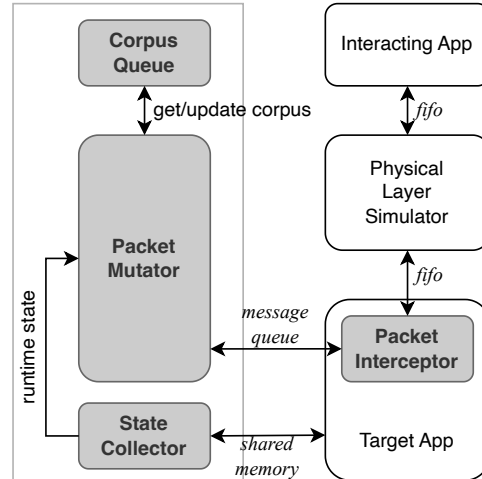 Corpus
Queue
Interacting App
get/update corpus
fifo
Physical
Layer
Simulator
Packet
Mutator
fifo
runtime state
message
queue
Packet
Interceptor
State
Collector
shared
memory
Target App